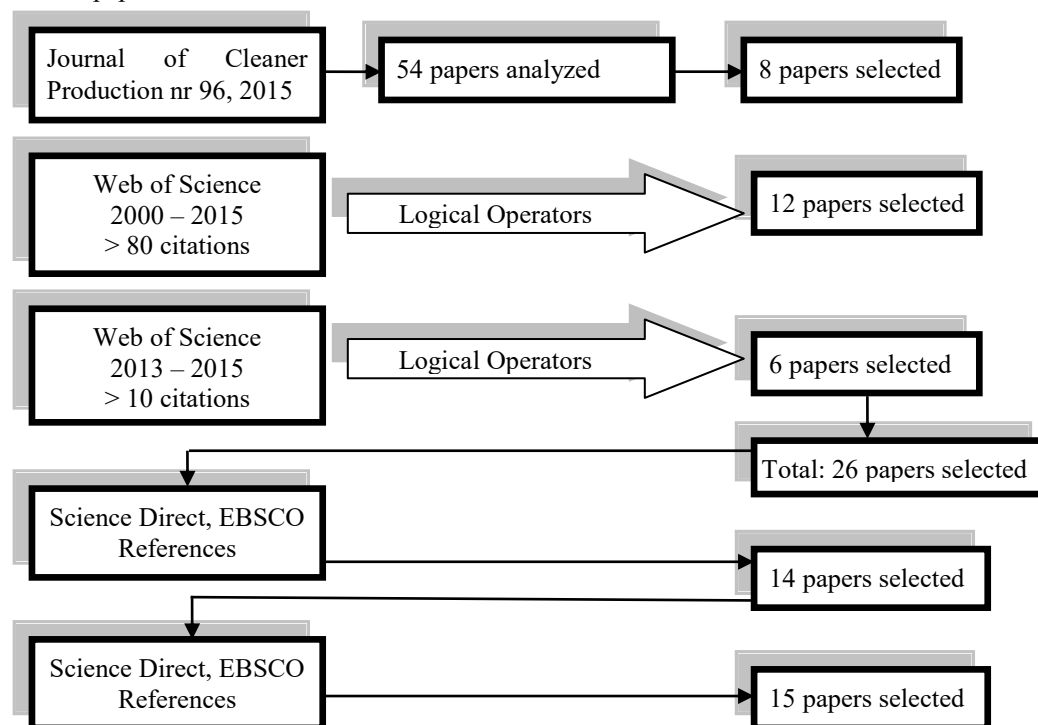 Journal of Cleaner
Production nr 96, 2015
54 papers analyzed
8 papers selected
Web of Science
2000 – 2015
> 80 citations
Logical Operators
12 papers selected
Web of Science
2013 – 2015
> 10 citations
Logical Operators
6 papers selected
Total: 26 papers selected
Science Direct, EBSCO
References
14 papers selected
Science Direct, EBSCO
References
15 papers selected